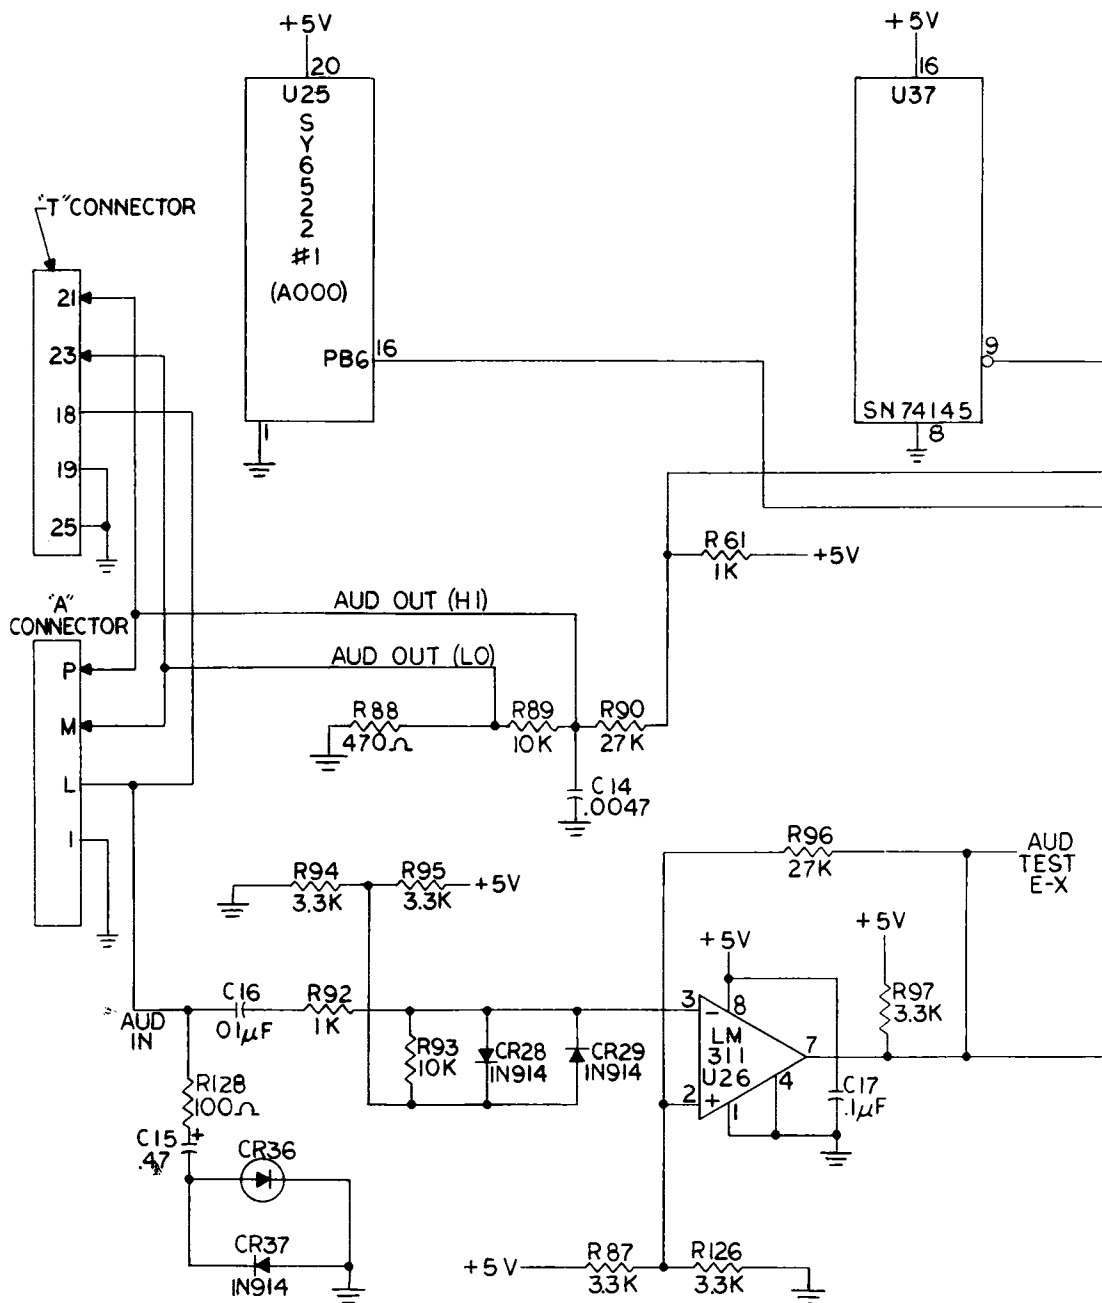 +5V
20
U25
S
Y
6
5
2
2
#1
(A000)
PB6
16
1
+5V
16
U37
9
SN74145
8
"T" CONNECTOR
21
23
18
19
25
"A"
CONNECTOR
P
M
L
1
R61
1K
+5V
AUD OUT (HI)
AUD OUT (LO)
R88
470Ω
R89
10K
R90
27K
C14
.0047
R96
27K
AUD
TEST
E-X
R94
3.3K
R95
3.3K
+5V
+5V
R97
3.3K
+5V
8
3
-
LM
311
U26
7
4
2
+
1
C17
.1μF
AUD
IN
C16
01μF
R92
1K
R93
10K
CR28
IN914
CR29
IN914
R128
100Ω
C15
+
.47
CR36
CR37
IN914
+5V
R87
3.3K
R126
3.3K